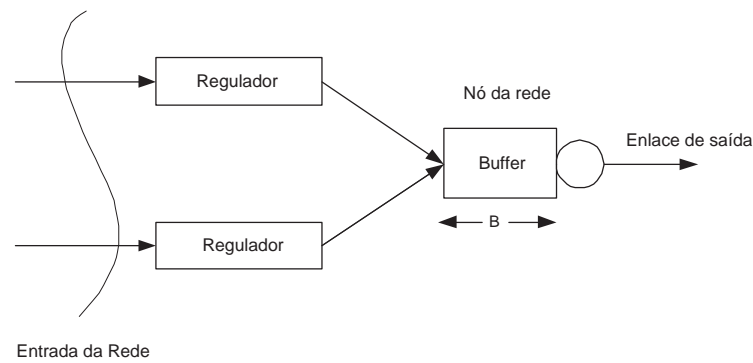 Regulador
Nó da rede
Enlace de saída
Buffer
B
Regulador
Entrada da Rede